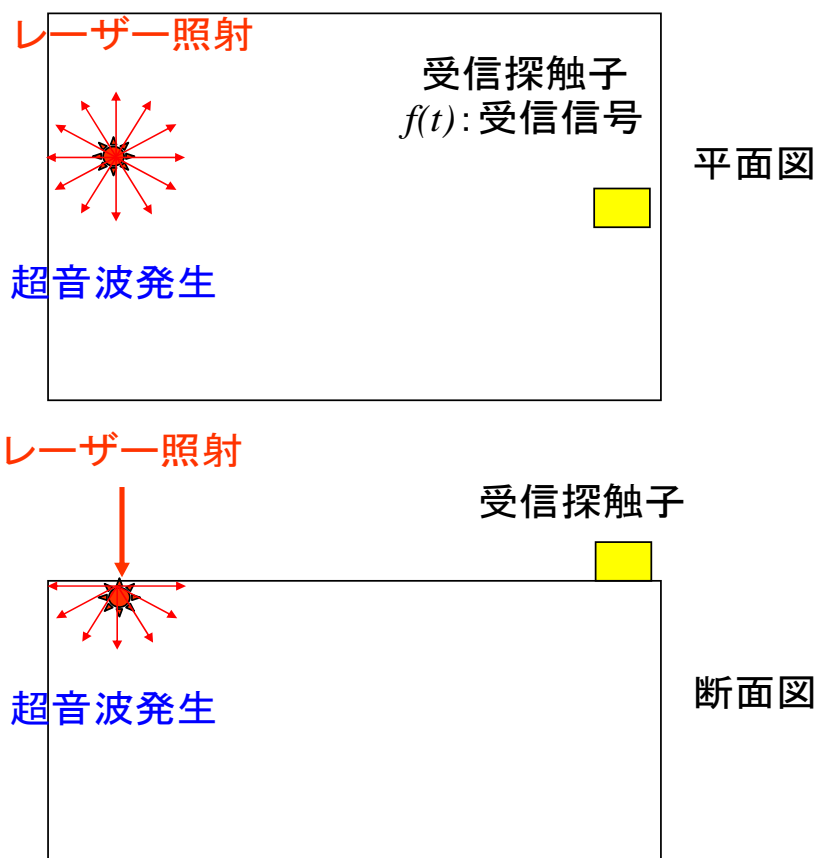 レーザー照射
受信探触子
f(t):受信信号
平面図
超音波発生
レーザー照射
受信探触子
超音波発生
断面図